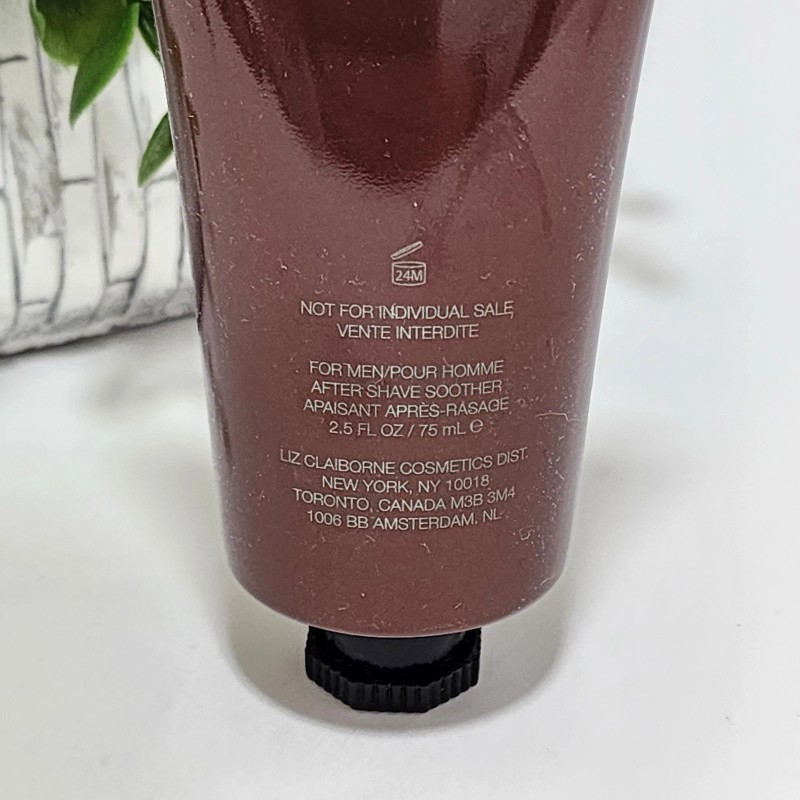 24M
NOT FOR INDIVIDUAL SALE
VENTE INTERDITE
FOR MEN/POUR HOMME
AFTER SHAVE SOOTHER
APAISANT APRÈS-RASAGE
2.5 FL OZ / 75 mL ℮
LIZ CLAIBORNE COSMETICS DIST.
NEW YORK, NY 10018
TORONTO, CANADA M3B 3M4
1006 BB AMSTERDAM, NL